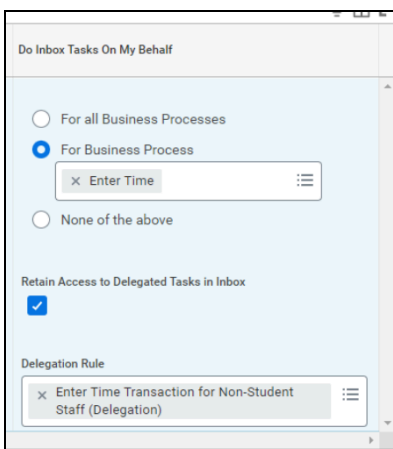 Do Inbox Tasks On My Behalf
For all Business Processes
For Business Process
× Enter Time
None of the above
Retain Access to Delegated Tasks in Inbox
Delegation Rule
× Enter Time Transaction for Non-Student
Staff (Delegation)